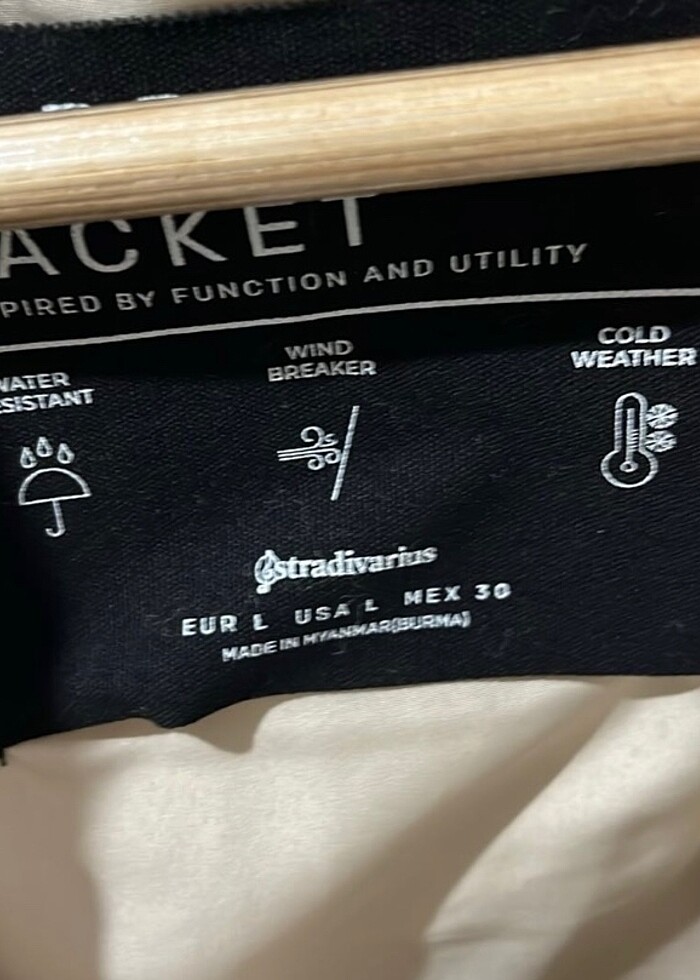 ACKET
PIRED BY FUNCTION AND UTILITY
WATER
SISTANT
WIND
BREAKER
COLD
WEATHER
stradivarius
EUR L USA L MEX 30
MADE IN MYANMAR(BURMA)